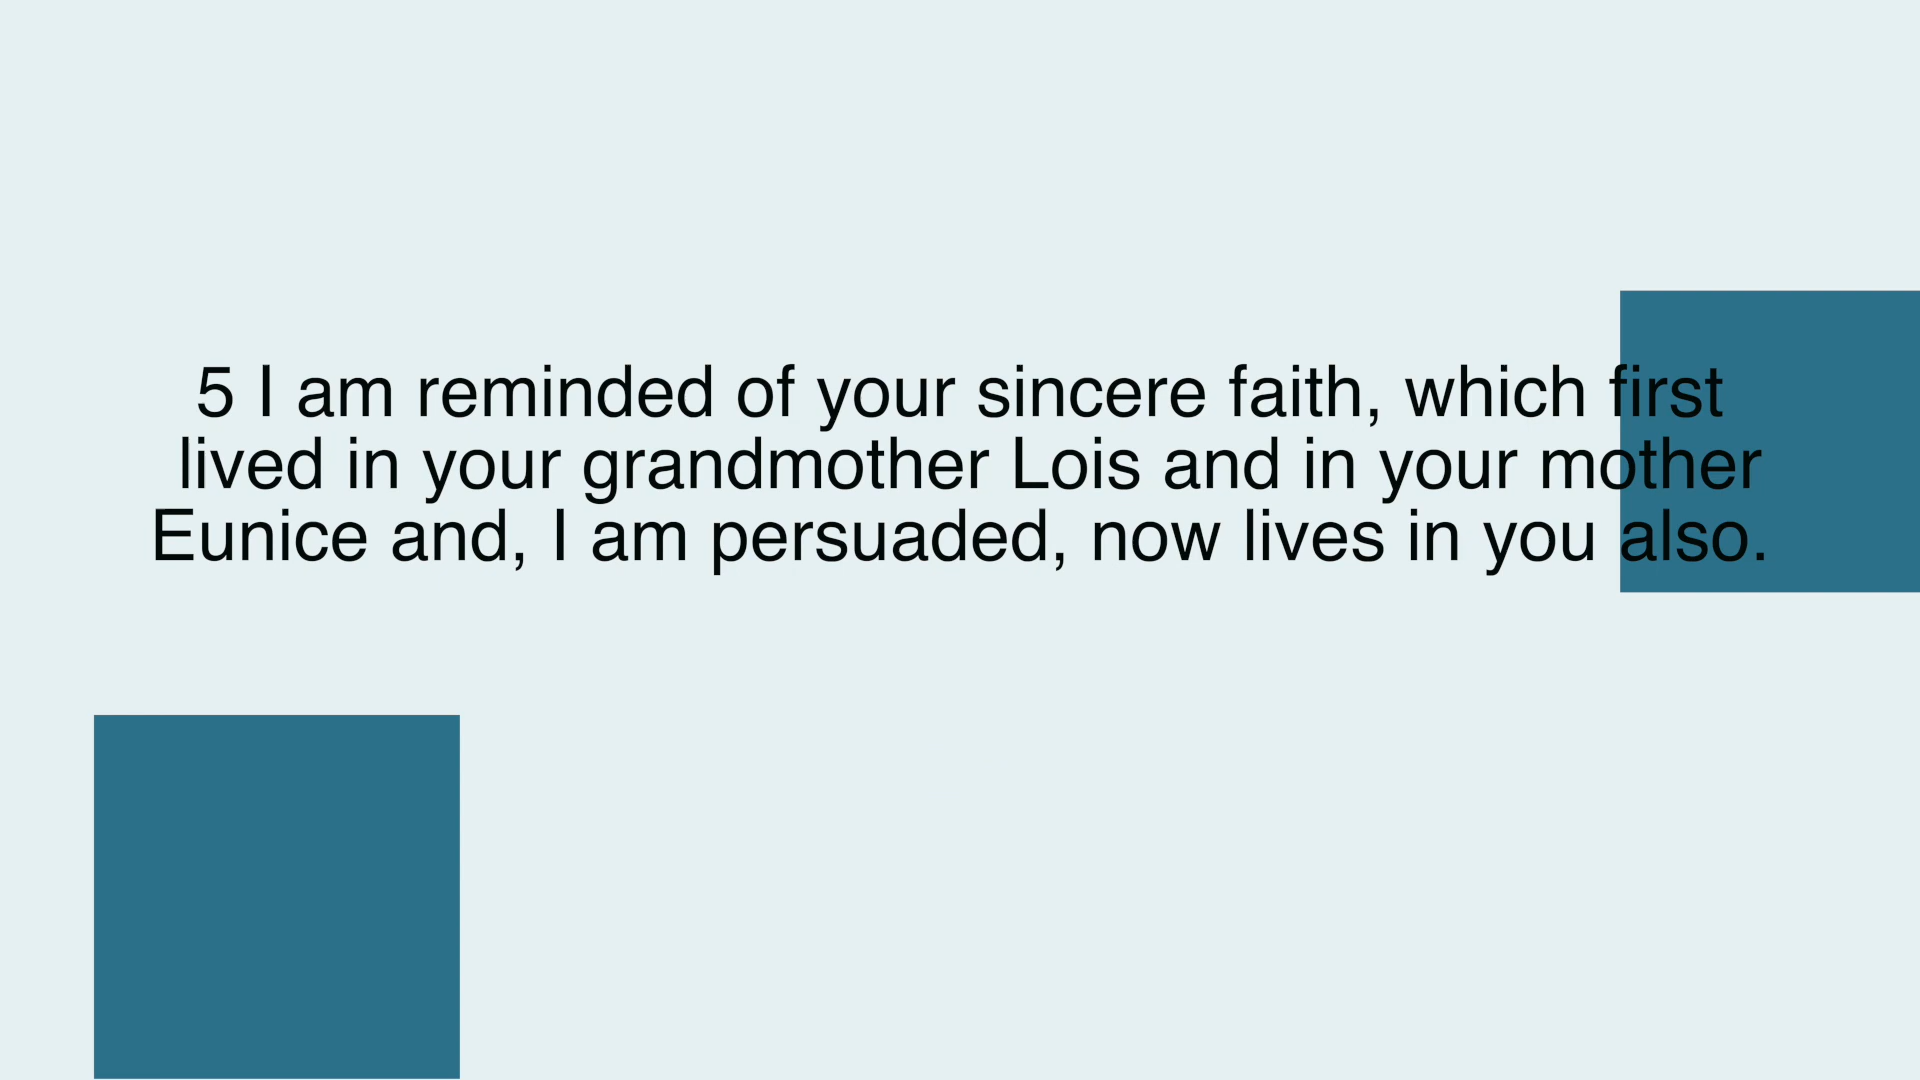 5 I am reminded of your sincere faith, which first
lived in your grandmother Lois and in your mother
Eunice and, I am persuaded, now lives in you also.